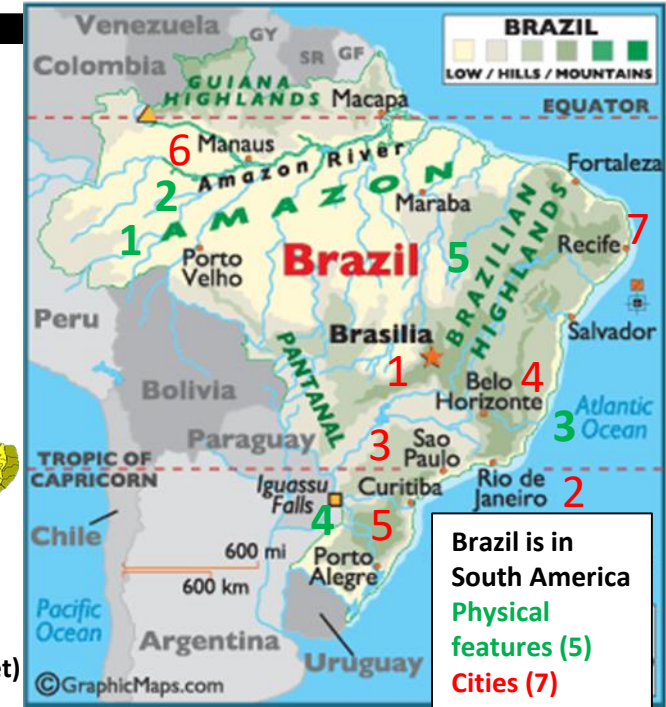 Venezuela
GY
SR
GF
Colombia
GUIANA
HIGHLANDS
Macapa
BRAZIL
LOW / HILLS / MOUNTAINS
EQUATOR
6
Manaus
Amazon River
Fortaleza
2
AMAZON
Maraba
1
Porto
Velho
Brazil
5
BRAZILIAN
HIGHLANDS
Recife
7
Peru
Brasilia
Salvador
1
PANTANAL
Bolivia
Belo
Horizonte
4
3
Atlantic
Ocean
Paraguay
3
Sao
Paulo
TROPIC OF
CAPRICORN
Iguassu
Falls
Curitiba
Rio de
Janeiro
2
4
5
Chile
600 mi
600 km
Porto
Alegre
Pacific
Ocean
Argentina
Uruguay
et)
©GraphicMaps.com
Brazil is in
South America
Physical
features (5)
Cities (7)